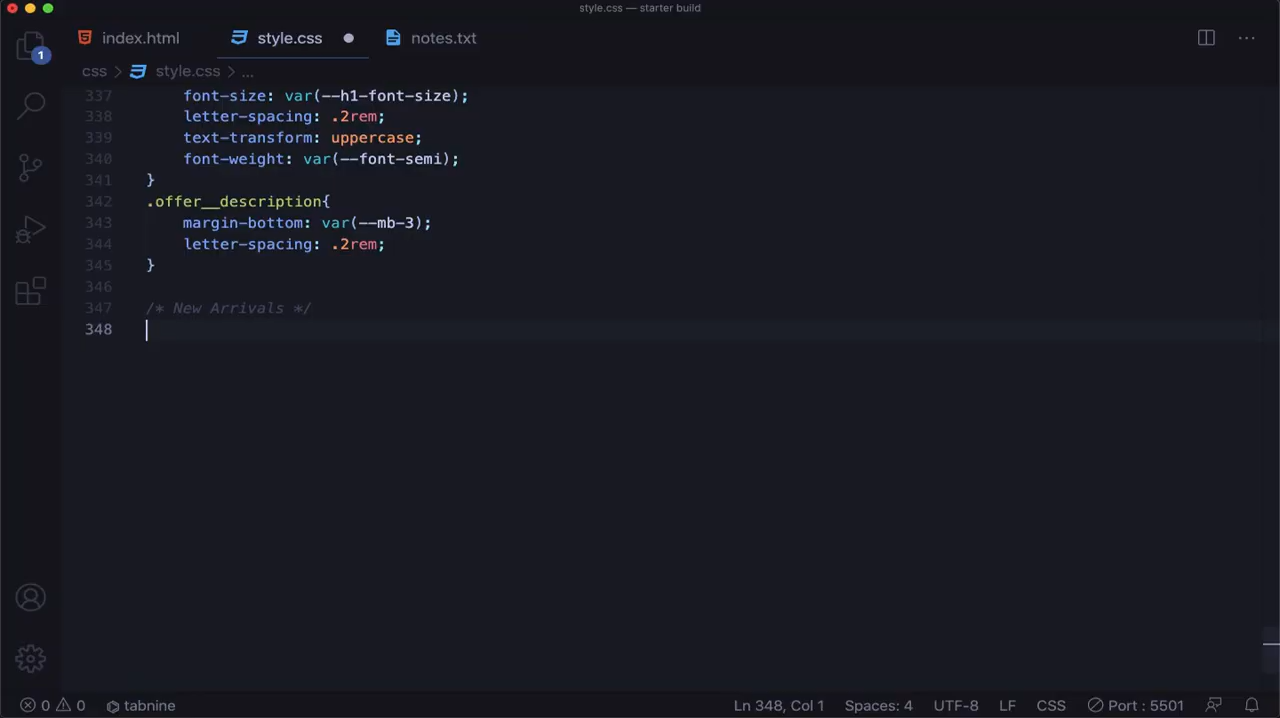 style.css — starter build
index.html style.css notes.txt
1
css > style.css > ...
337 font-size: var(--h1-font-size);
338 letter-spacing: .2rem;
339 text-transform: uppercase;
340 font-weight: var(--font-semi);
341 }
342 .offer__description{
343 margin-bottom: var(--mb-3);
344 letter-spacing: .2rem;
345 }
346
347 /* New Arrivals */
348
0 0 tabnine Ln 348, Col 1 Spaces: 4 UTF-8 LF CSS Port : 5501